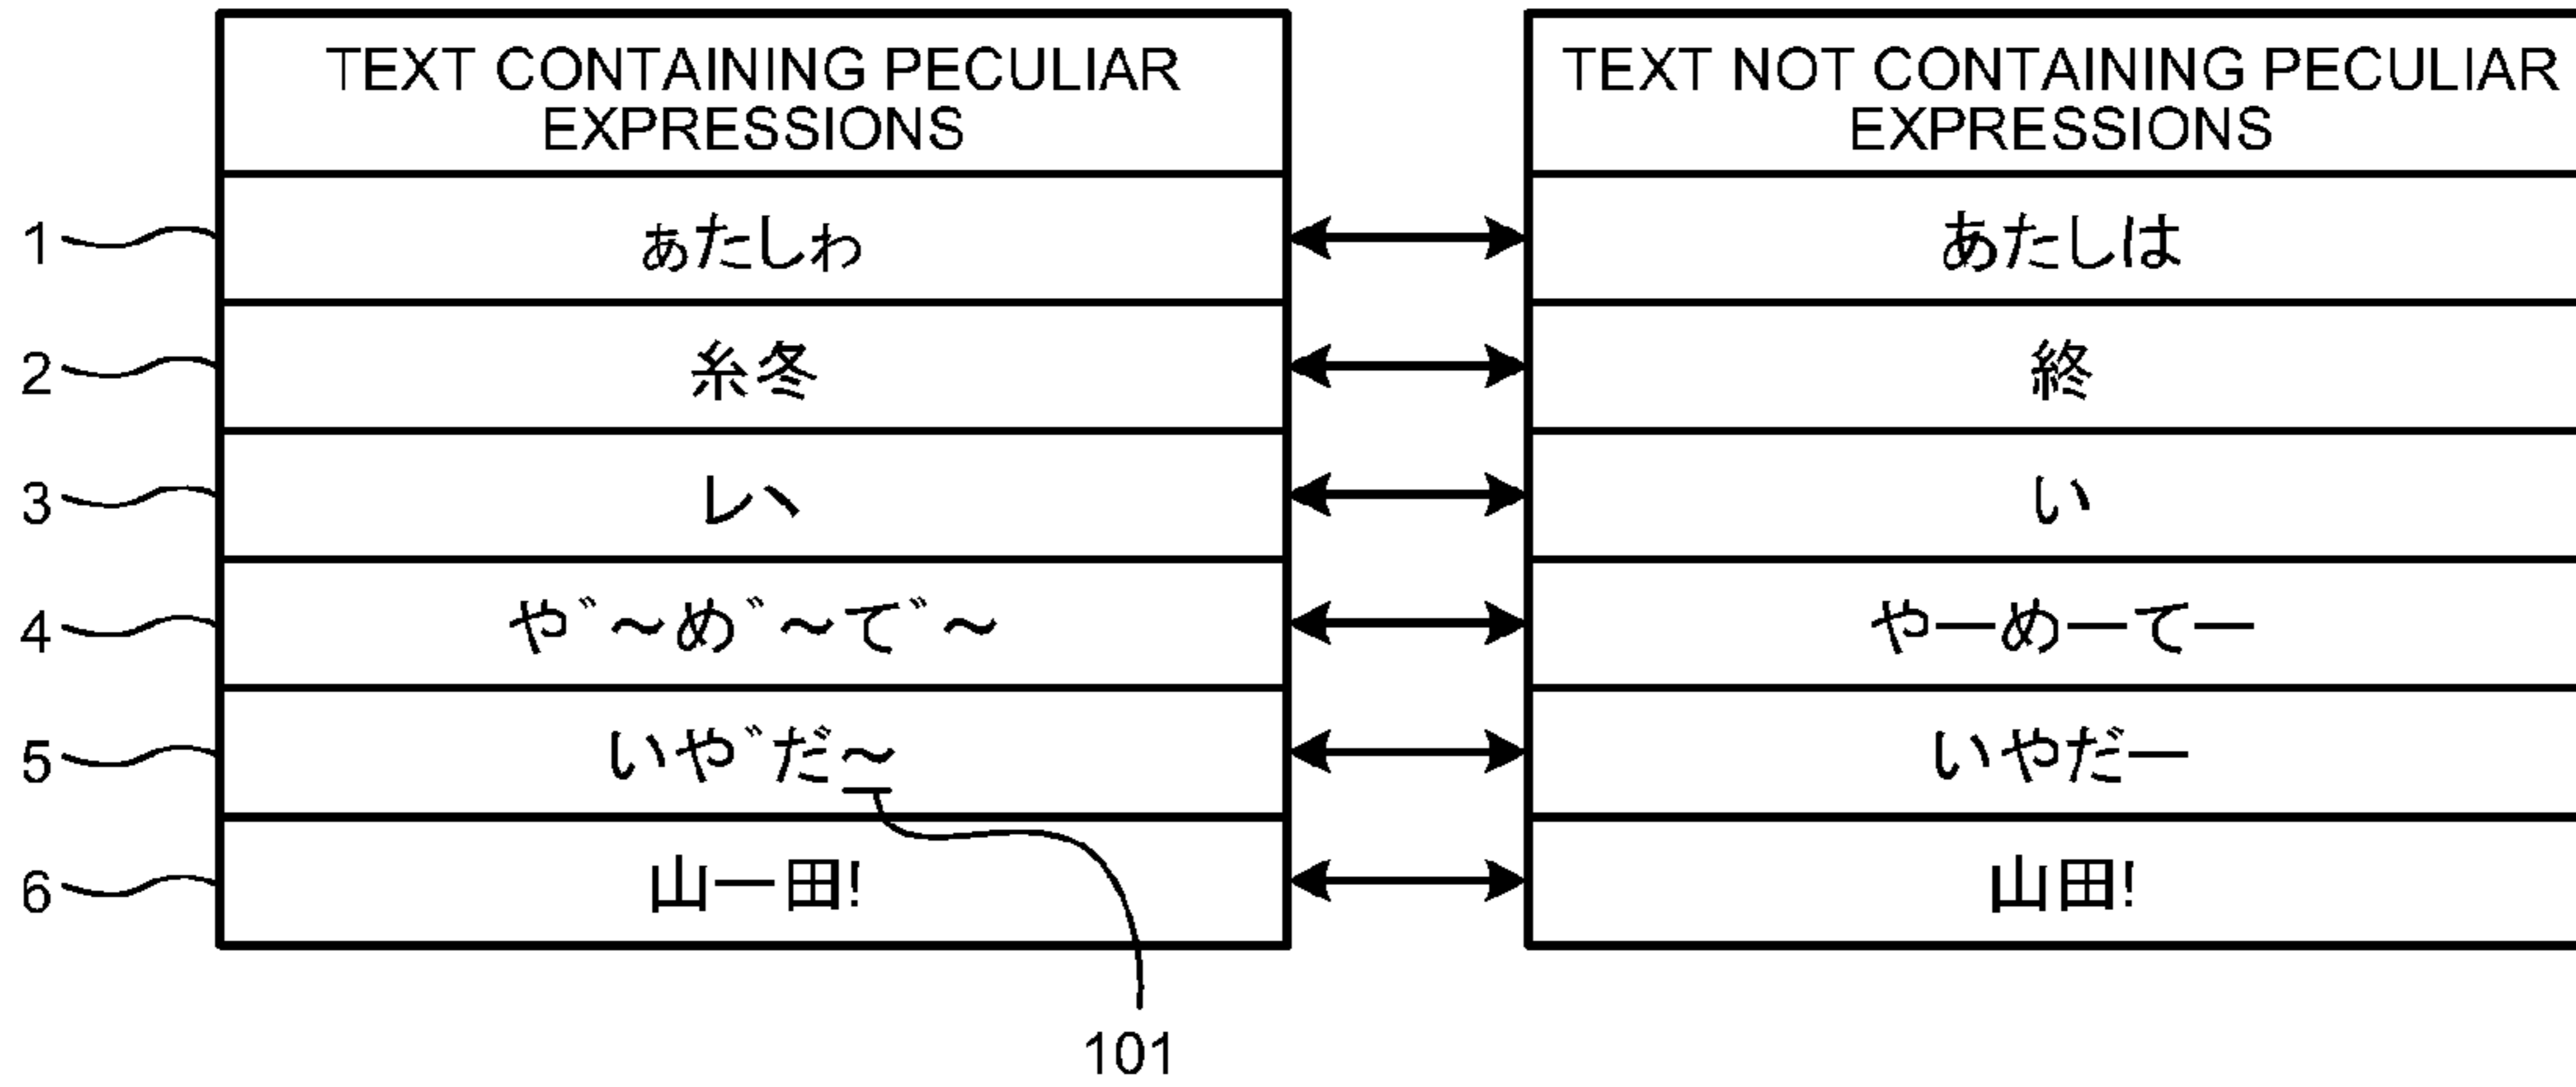 TEXT CONTAINING PECULIAR
EXPRESSIONS
TEXT NOT CONTAINING PECULIAR
EXPRESSIONS
1 ぁたしゎ あたしは
2 糸冬 終
3 レヽ い
4 や゛～め゛～て゛～ やーめーてー
5 いや゛だ～ いやだー
6 山ー田! 山田!
101